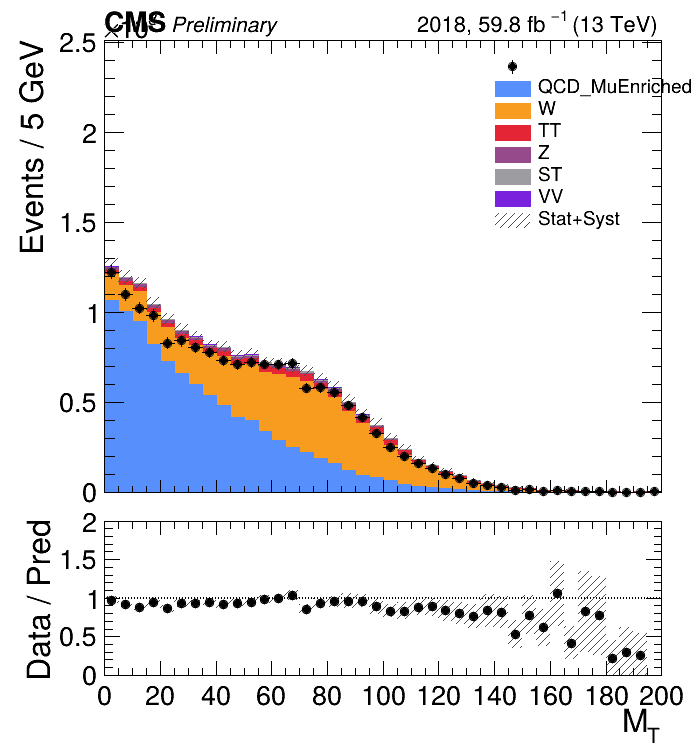 CMS Preliminary 2018, 59.8 fb⁻¹ (13 TeV)
2.5
2
1.5
1
0.5
0
Events / 5 GeV
QCD_MuEnriched
W
TT
Z
ST
VV
Stat+Syst
2
1.5
1
0.5
0
Data / Pred
0 20 40 60 80 100 120 140 160 180 200
M_T